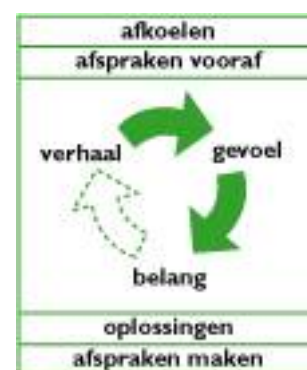 afkoelen
afspraken vooraf
verhaal gevoel
belang
oplossingen
afspraken maken